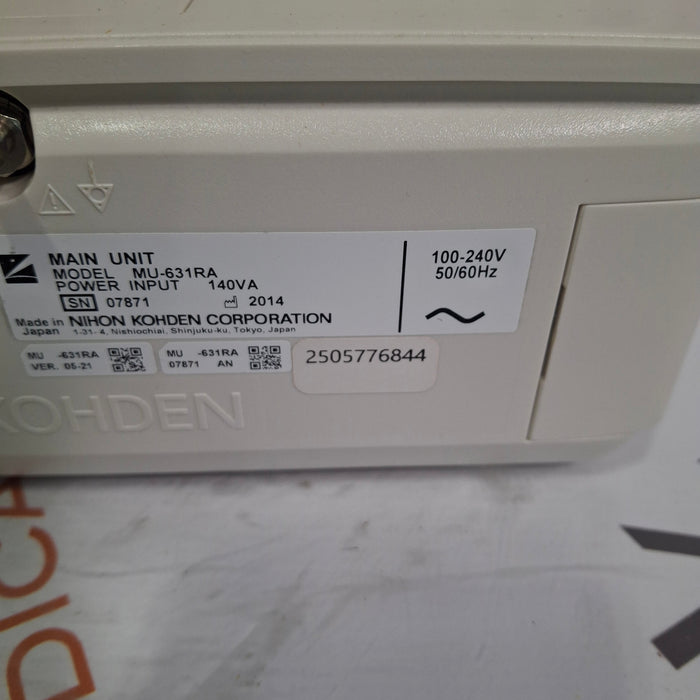 MAIN UNIT
MODEL MU-631RA
POWER INPUT 140VA
SN 07871 2014
Made in Japan NIHON KOHDEN CORPORATION
1-31-4, Nishiochiai, Shinjuku-ku, Tokyo, Japan
100-240V
50/60Hz
MU -631RA
VER. 05-21
MU -631RA
07871 AN
2505776844
KOHDEN
DICA